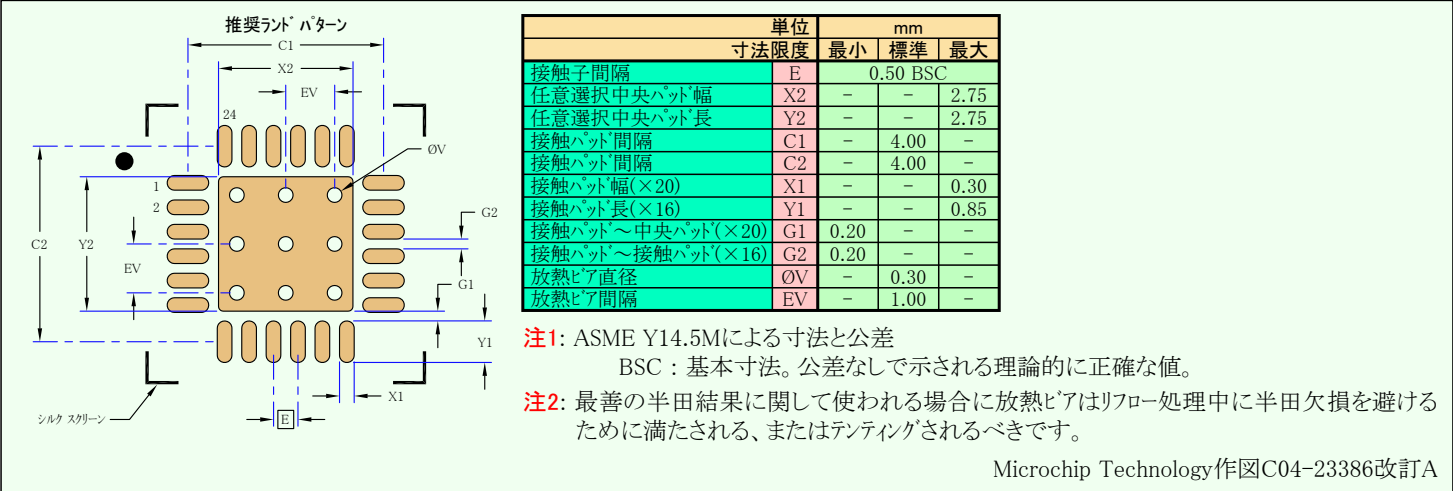 推奨ランド パターン
C1
X2
EV
24
ØV
1
2
G2
C2
Y2
EV
G1
Y1
X1
E
シルク スクリーン
単位 mm
寸法限度 最小 標準 最大
接触子間隔 E 0.50 BSC
任意選択中央パッド幅 X2 - - 2.75
任意選択中央パッド長 Y2 - - 2.75
接触パッド間隔 C1 - 4.00 -
接触パッド間隔 C2 - 4.00 -
接触パッド幅(×20) X1 - - 0.30
接触パッド長(×16) Y1 - - 0.85
接触パッド～中央パッド(×20) G1 0.20 - -
接触パッド～接触パッド(×16) G2 0.20 - -
放熱ビア直径 ØV - 0.30 -
放熱ビア間隔 EV - 1.00 -
注1: ASME Y14.5Mによる寸法と公差
BSC : 基本寸法。公差なしで示される理論的に正確な値。
注2: 最善の半田結果に関して使われる場合に放熱ビアはリフロー処理中に半田欠損を避ける
ために満たされる、またはテンティングされるべきです。
Microchip Technology作図C04-23386改訂A